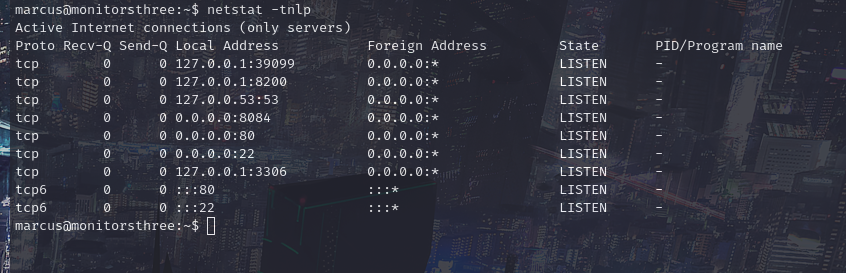 marcus@monitorsthree:~$ netstat -tnlp
Active Internet connections (only servers)
Proto Recv-Q Send-Q Local Address           Foreign Address         State       PID/Program name
tcp        0      0 127.0.0.1:39099         0.0.0.0:*               LISTEN      -
tcp        0      0 127.0.0.1:8200          0.0.0.0:*               LISTEN      -
tcp        0      0 127.0.0.53:53           0.0.0.0:*               LISTEN      -
tcp        0      0 0.0.0.0:8084            0.0.0.0:*               LISTEN      -
tcp        0      0 0.0.0.0:80              0.0.0.0:*               LISTEN      -
tcp        0      0 0.0.0.0:22              0.0.0.0:*               LISTEN      -
tcp        0      0 127.0.0.1:3306          0.0.0.0:*               LISTEN      -
tcp6       0      0 :::80                   :::*                    LISTEN      -
tcp6       0      0 :::22                   :::*                    LISTEN      -
marcus@monitorsthree:~$